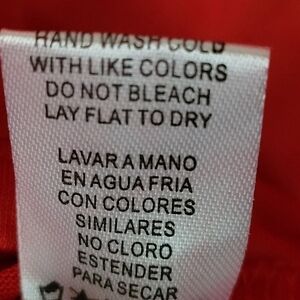 HAND WASH COLD
WITH LIKE COLORS
DO NOT BLEACH
LAY FLAT TO DRY
LAVAR A MANO
EN AGUA FRIA
CON COLORES
SIMILARES
NO CLORO
ESTENDER
PARA SECAR